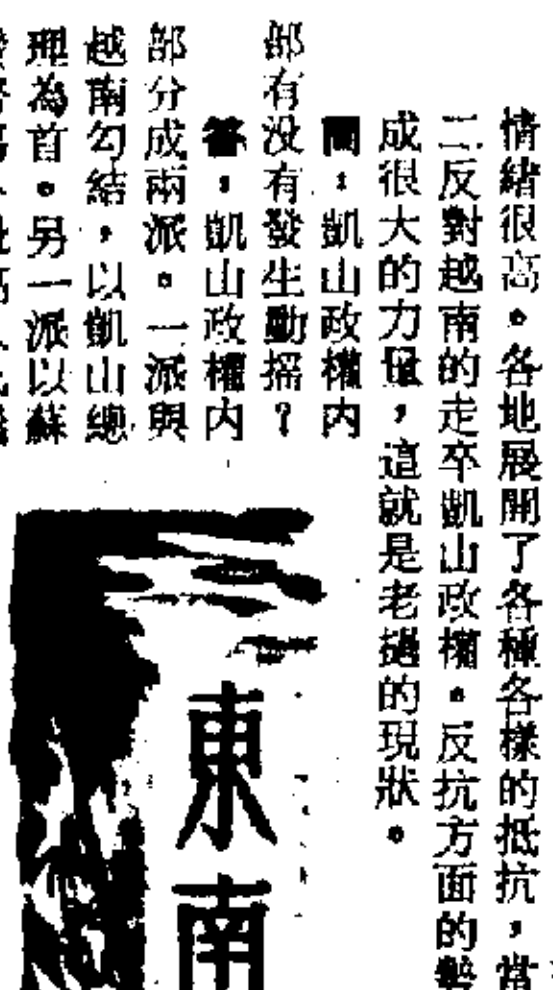 情緒很高。各地展開了各種各樣的抵抗，當
二反對越南的走卒凱山政權。反抗方面的勢
成很大的力量，這就是老撾的現狀。
問：凱山政權內
部有没有發生動摇？
答：凱山政權内
部分成兩派。一派與
越南勾結，以凱山總
理為首。另一派以蘇
東南